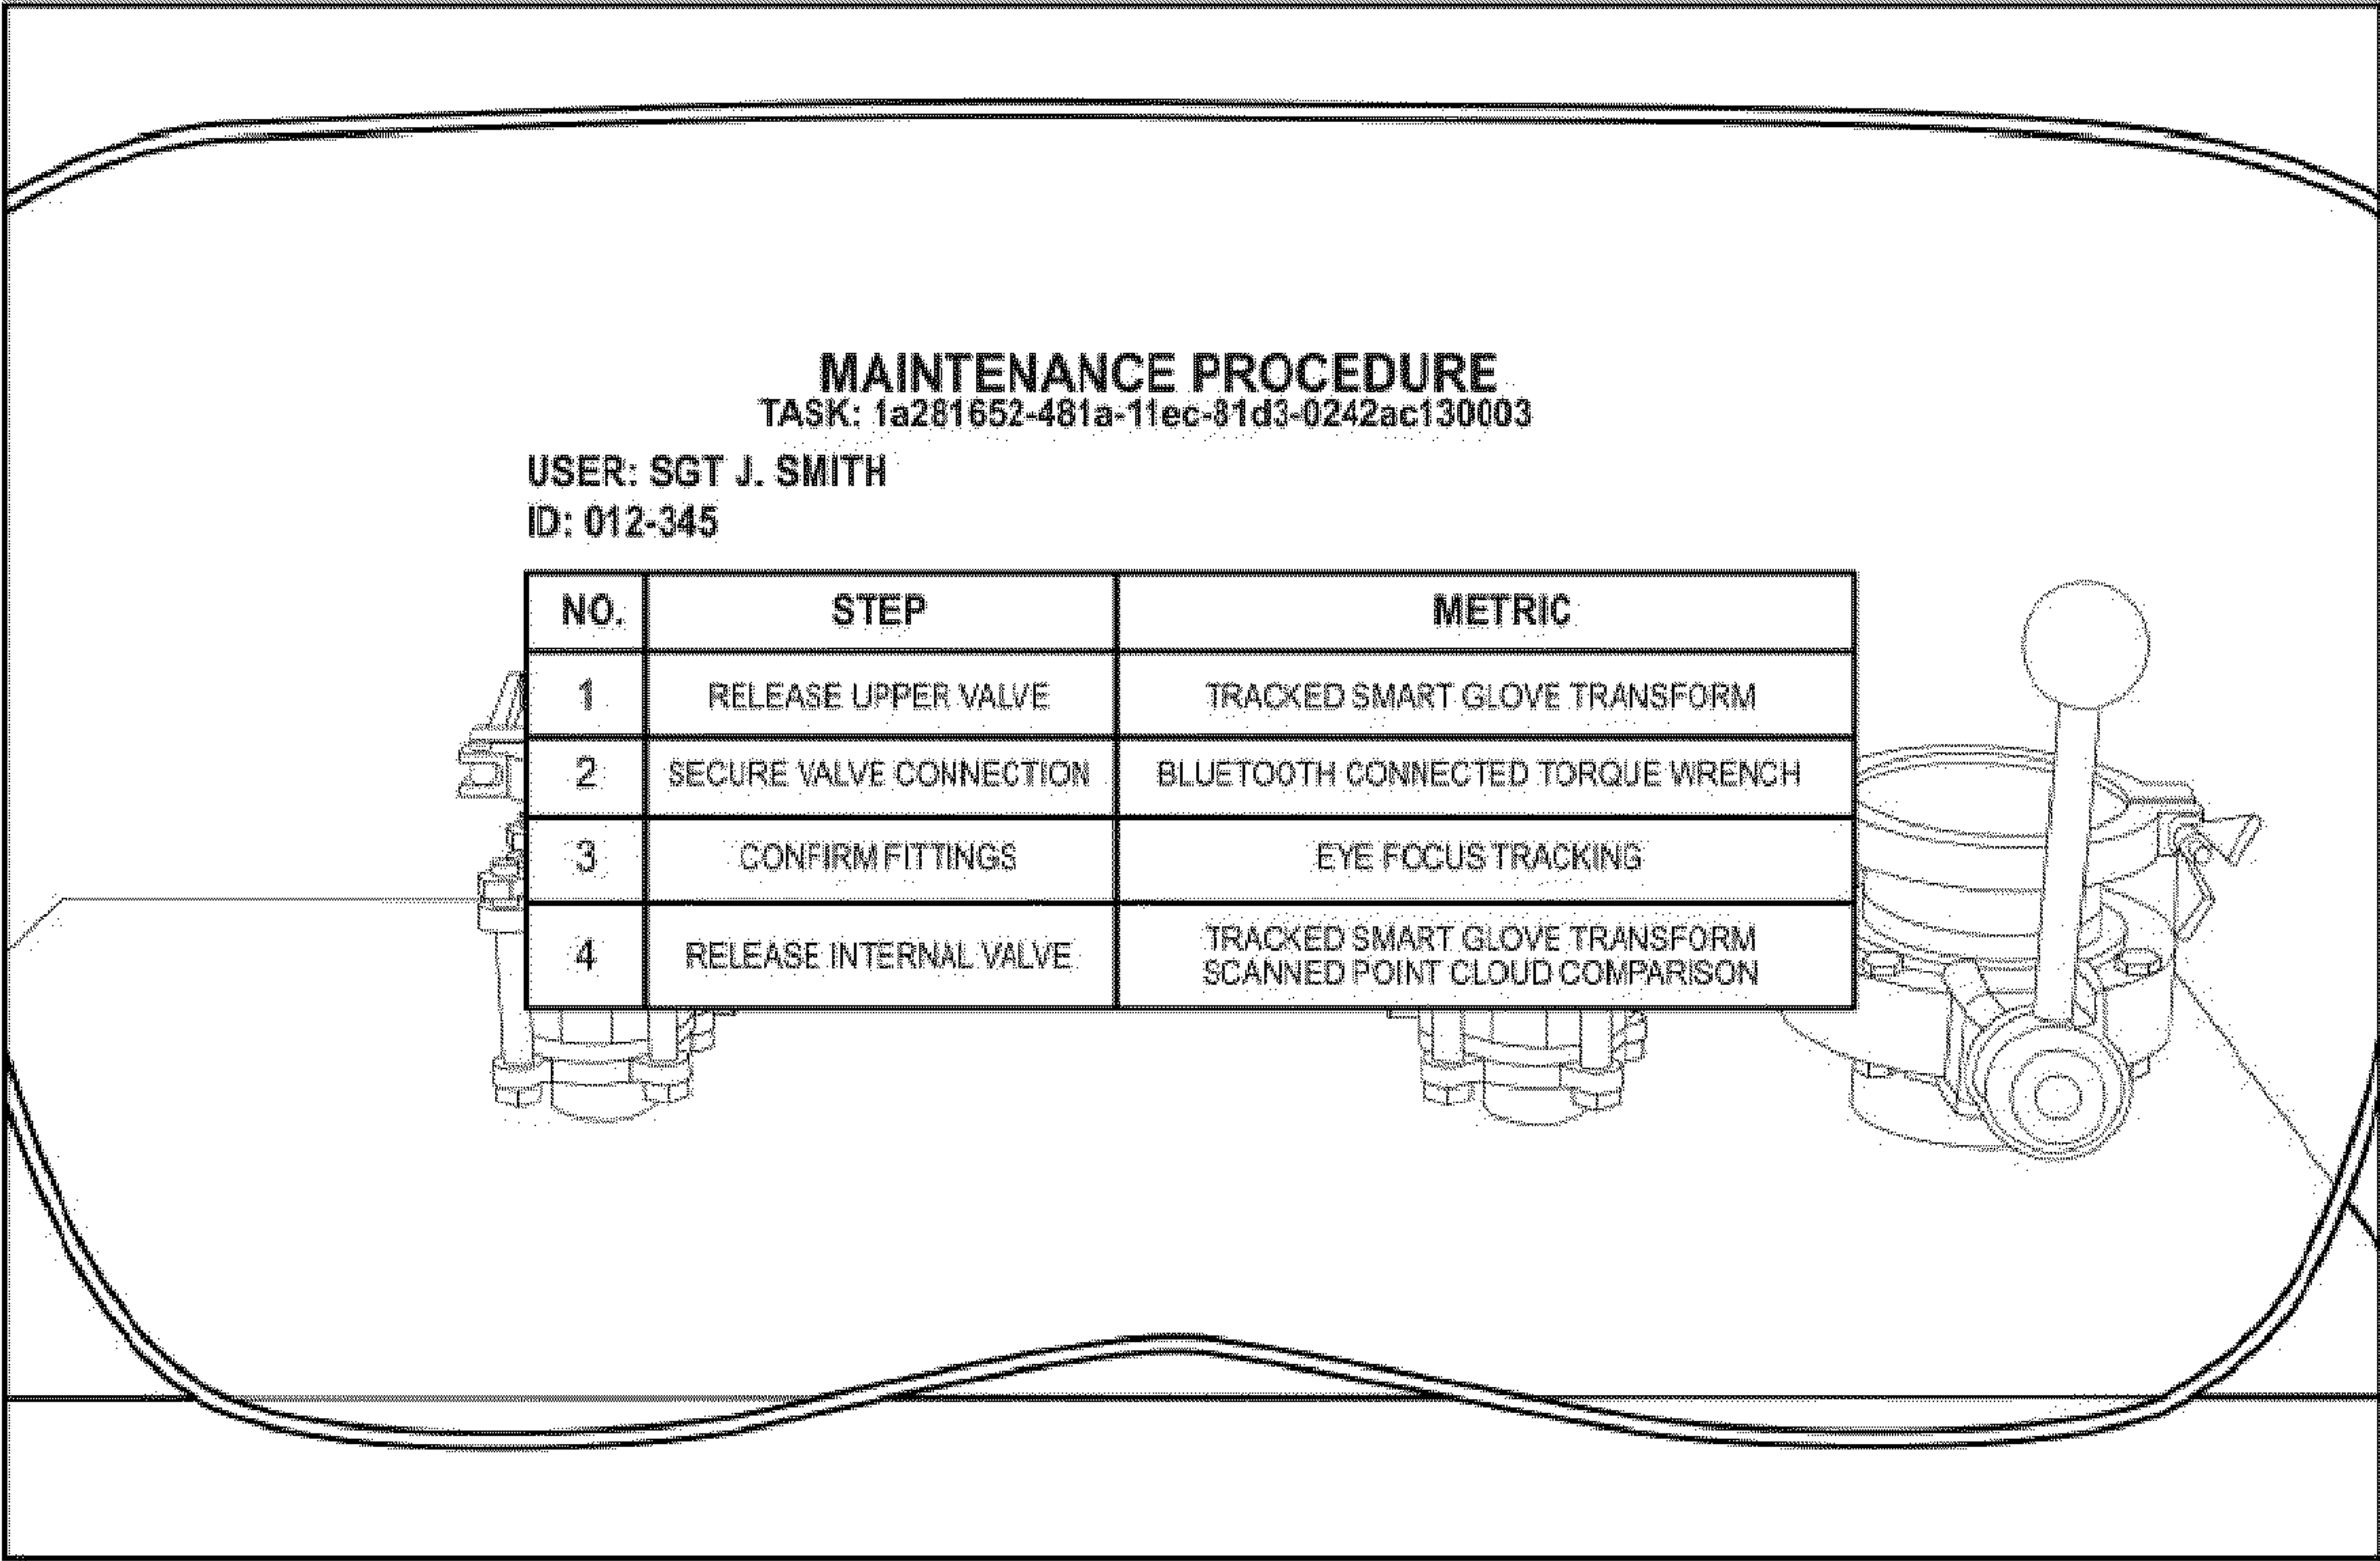 MAINTENANCE PROCEDURE
TASK: 1a281652-481a-11ec-81d3-0242ac130003
USER: SGT J. SMITH
ID: 012-345
NO. STEP METRIC
1 RELEASE UPPER VALVE TRACKED SMART GLOVE TRANSFORM
2 SECURE VALVE CONNECTION BLUETOOTH CONNECTED TORQUE WRENCH
3 CONFIRM FITTINGS EYE FOCUS TRACKING
4 RELEASE INTERNAL VALVE TRACKED SMART GLOVE TRANSFORM
SCANNED POINT CLOUD COMPARISON